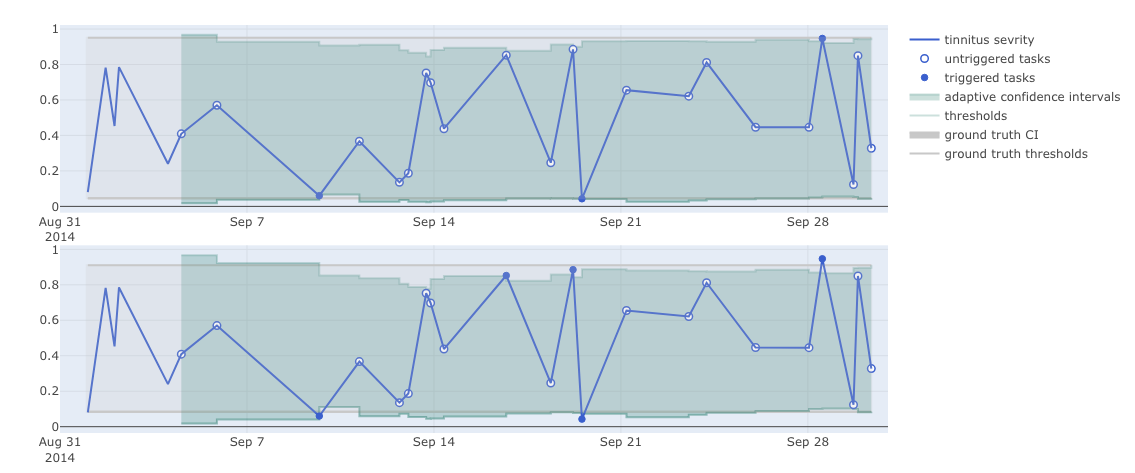 1
0.8
0.6
0.4
0.2
0
Aug 31
2014
Sep 7
Sep 14
Sep 21
Sep 28
tinnitus sevrity
untriggered tasks
triggered tasks
adaptive confidence intervals
thresholds
ground truth CI
ground truth thresholds
1
0.8
0.6
0.4
0.2
0
Aug 31
2014
Sep 7
Sep 14
Sep 21
Sep 28